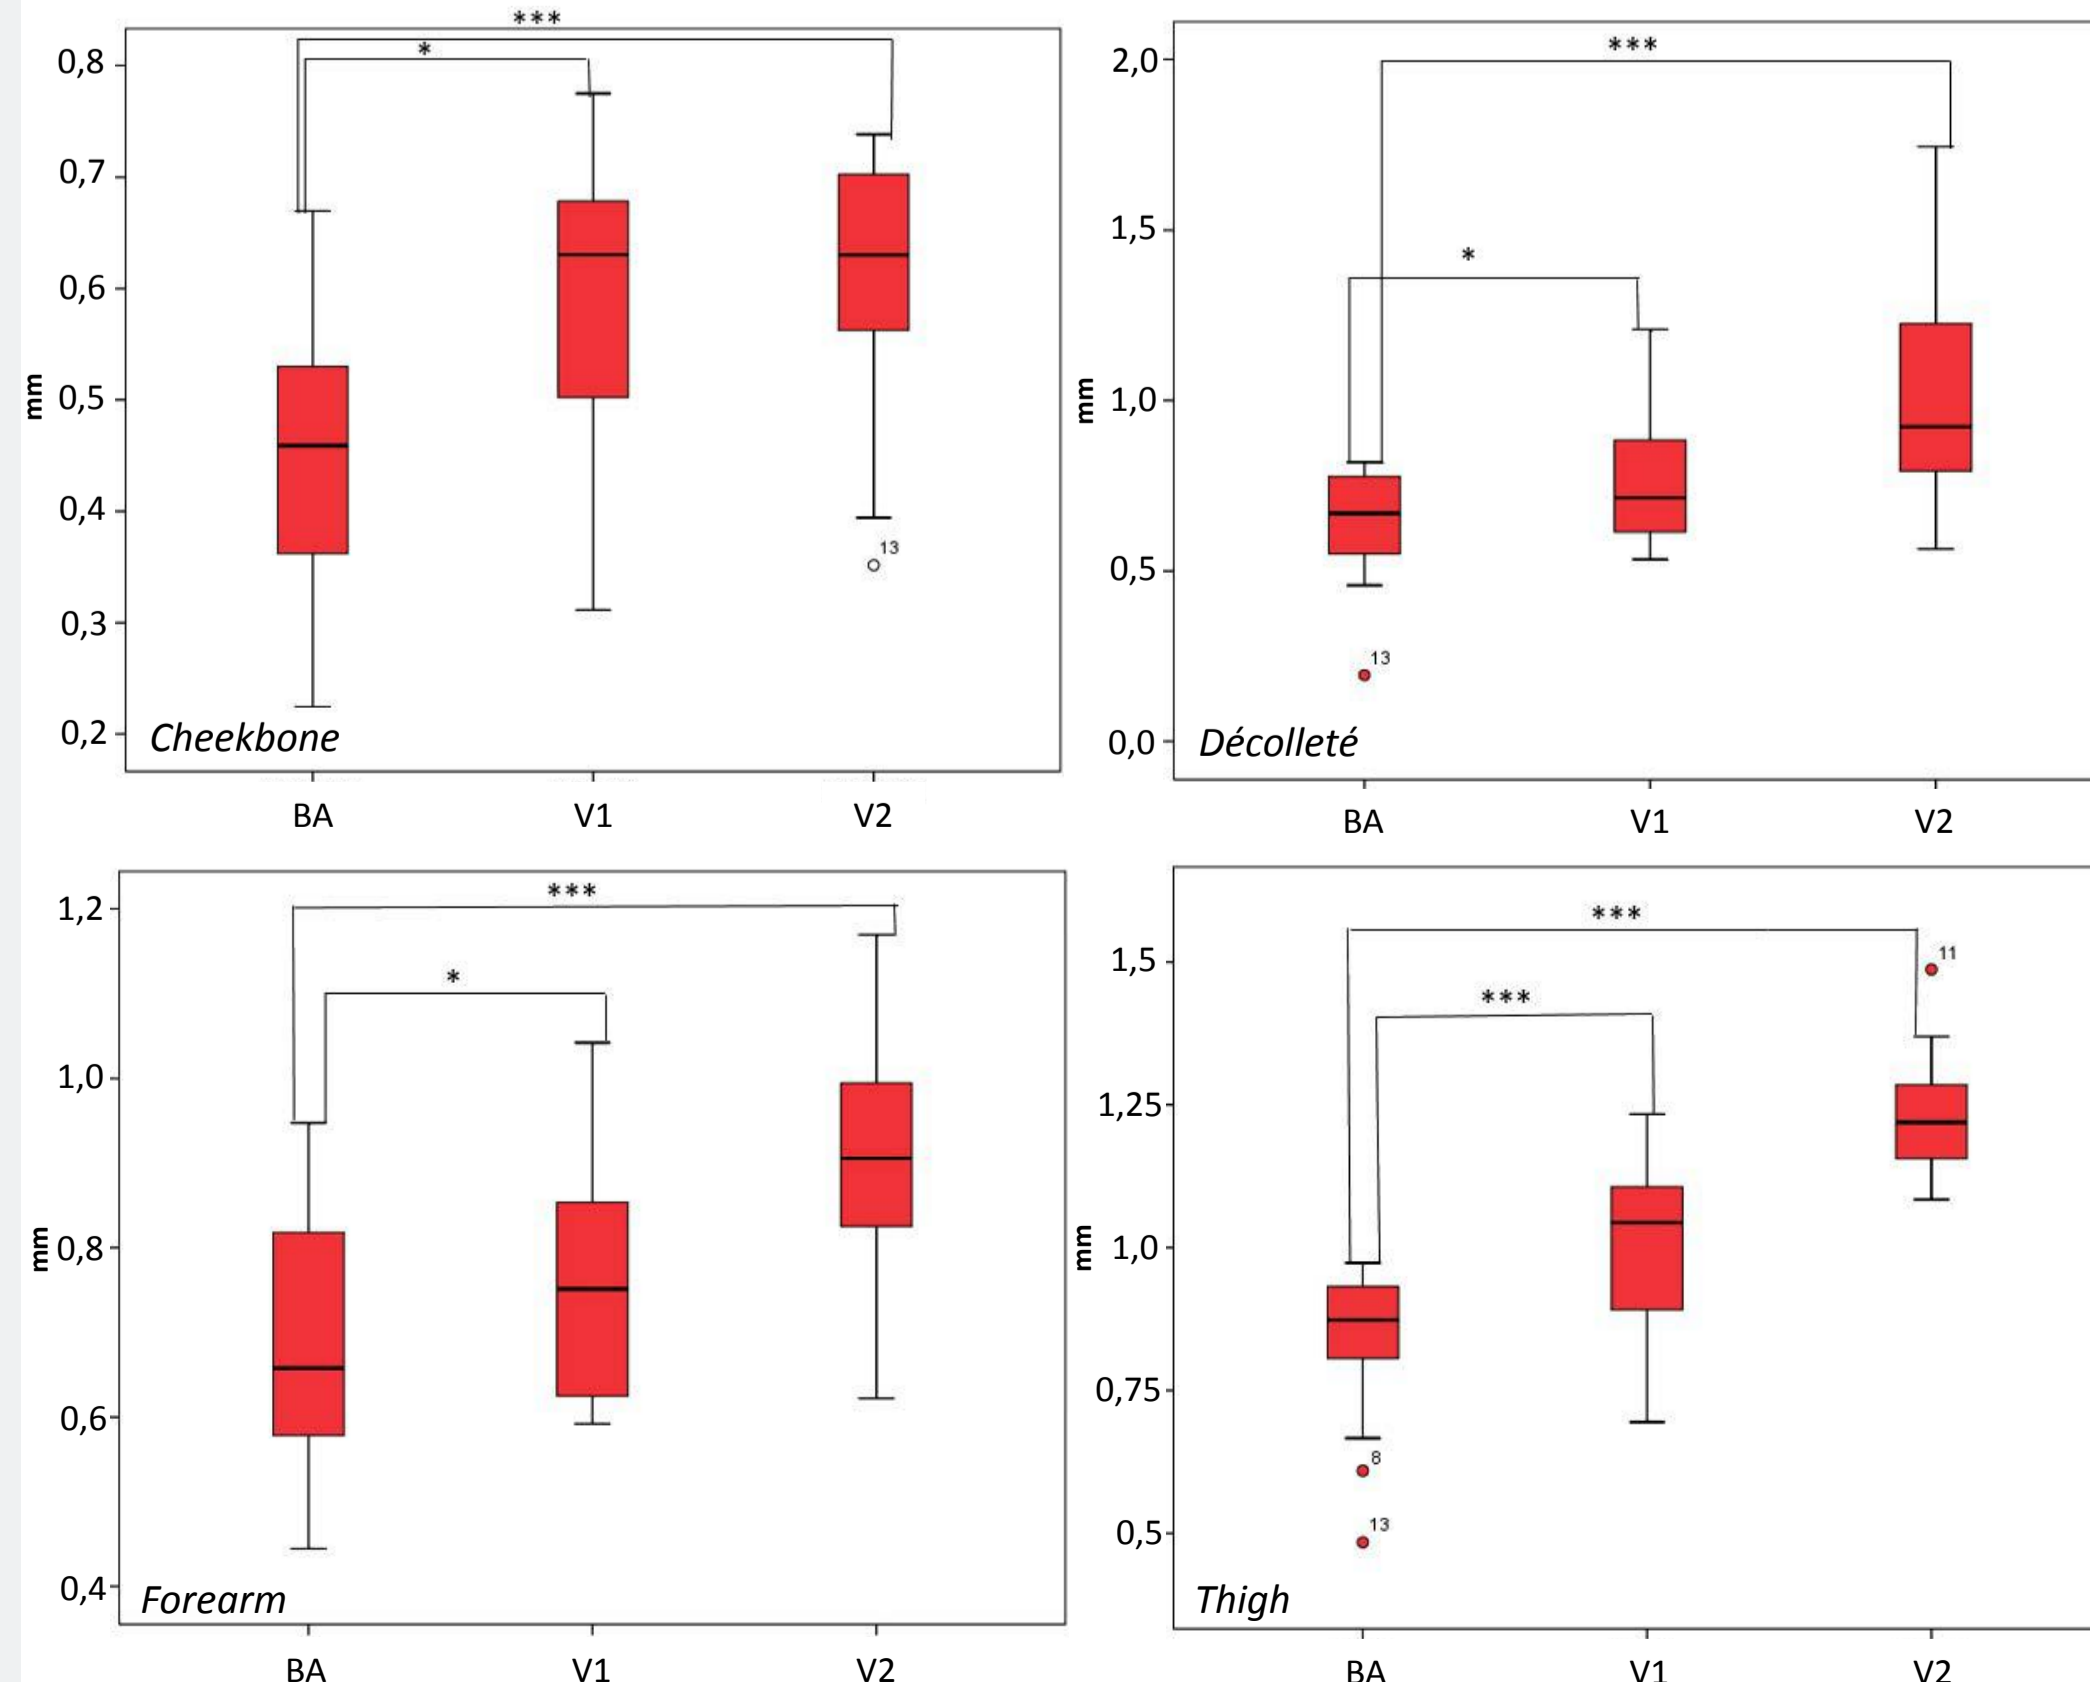 ***
*
0,8
0,7
0,6
0,5
0,4
0,3
0,2
mm
13
Cheekbone
BA V1 V2
***
*
2,0
1,5
1,0
0,5
0,0
mm
13
Décolleté
BA V1 V2
***
*
1,2
1,0
0,8
0,6
0,4
mm
Forearm
BA V1 V2
***
***
1,5
1,25
1,0
0,75
0,5
mm
11
8
13
Thigh
BA V1 V2